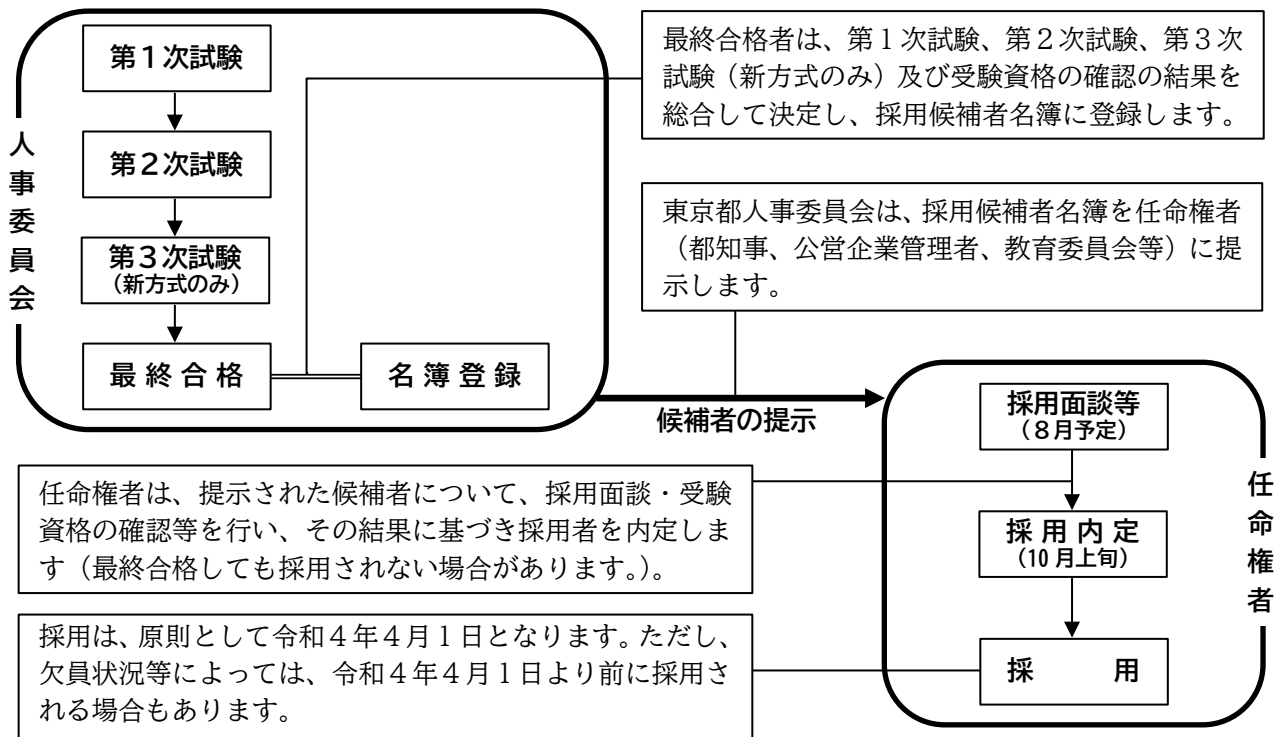 人事委員会
第１次試験
第２次試験
第３次試験
（新方式のみ）
最終合格
名簿登録
最終合格者は、第１次試験、第２次試験、第３次
試験（新方式のみ）及び受験資格の確認の結果を
総合して決定し、採用候補者名簿に登録します。
東京都人事委員会は、採用候補者名簿を任命権者
（都知事、公営企業管理者、教育委員会等）に提
示します。
候補者の提示
任命権者
採用面談等
（８月予定）
任命権者は、提示された候補者について、採用面談・受験
資格の確認等を行い、その結果に基づき採用者を内定しま
す（最終合格しても採用されない場合があります。）。
採用内定
（10月上旬）
採用は、原則として令和４年４月１日となります。ただし、
欠員状況等によっては、令和４年４月１日より前に採用さ
れる場合もあります。
採用